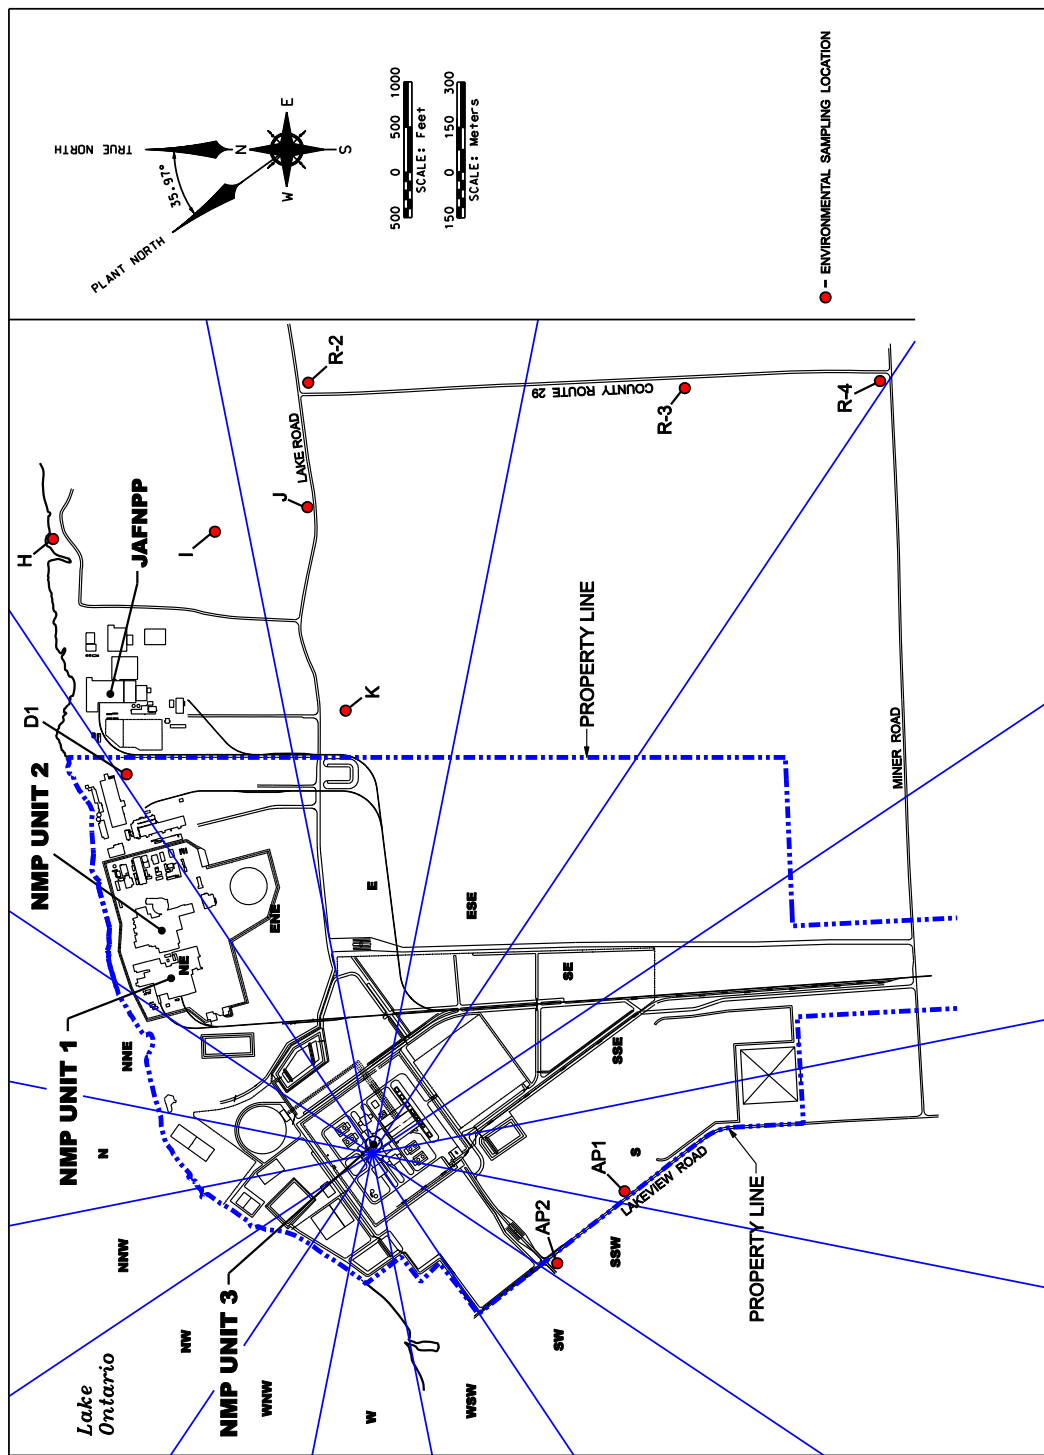 TRUE NORTH
PLANT NORTH
35.97°
N
E
S
W
500 0 500 1000
SCALE: Feet
150 0 150 300
SCALE: Meters
- ENVIRONMENTAL SAMPLING LOCATION
H
JAFNPP
I
J
LAKE ROAD
R-2
COUNTY ROUTE 29
R-3
R-4
D1
K
PROPERTY LINE
MINER ROAD
NMP UNIT 2
NMP UNIT 1
NE
ENE
E
ESE
SE
SSE
NNE
N
NNW
NW
WNW
W
WSW
SW
SSW
S
AP1
AP2
LAKEVIEW ROAD
PROPERTY LINE
NMP UNIT 3
Lake
Ontario